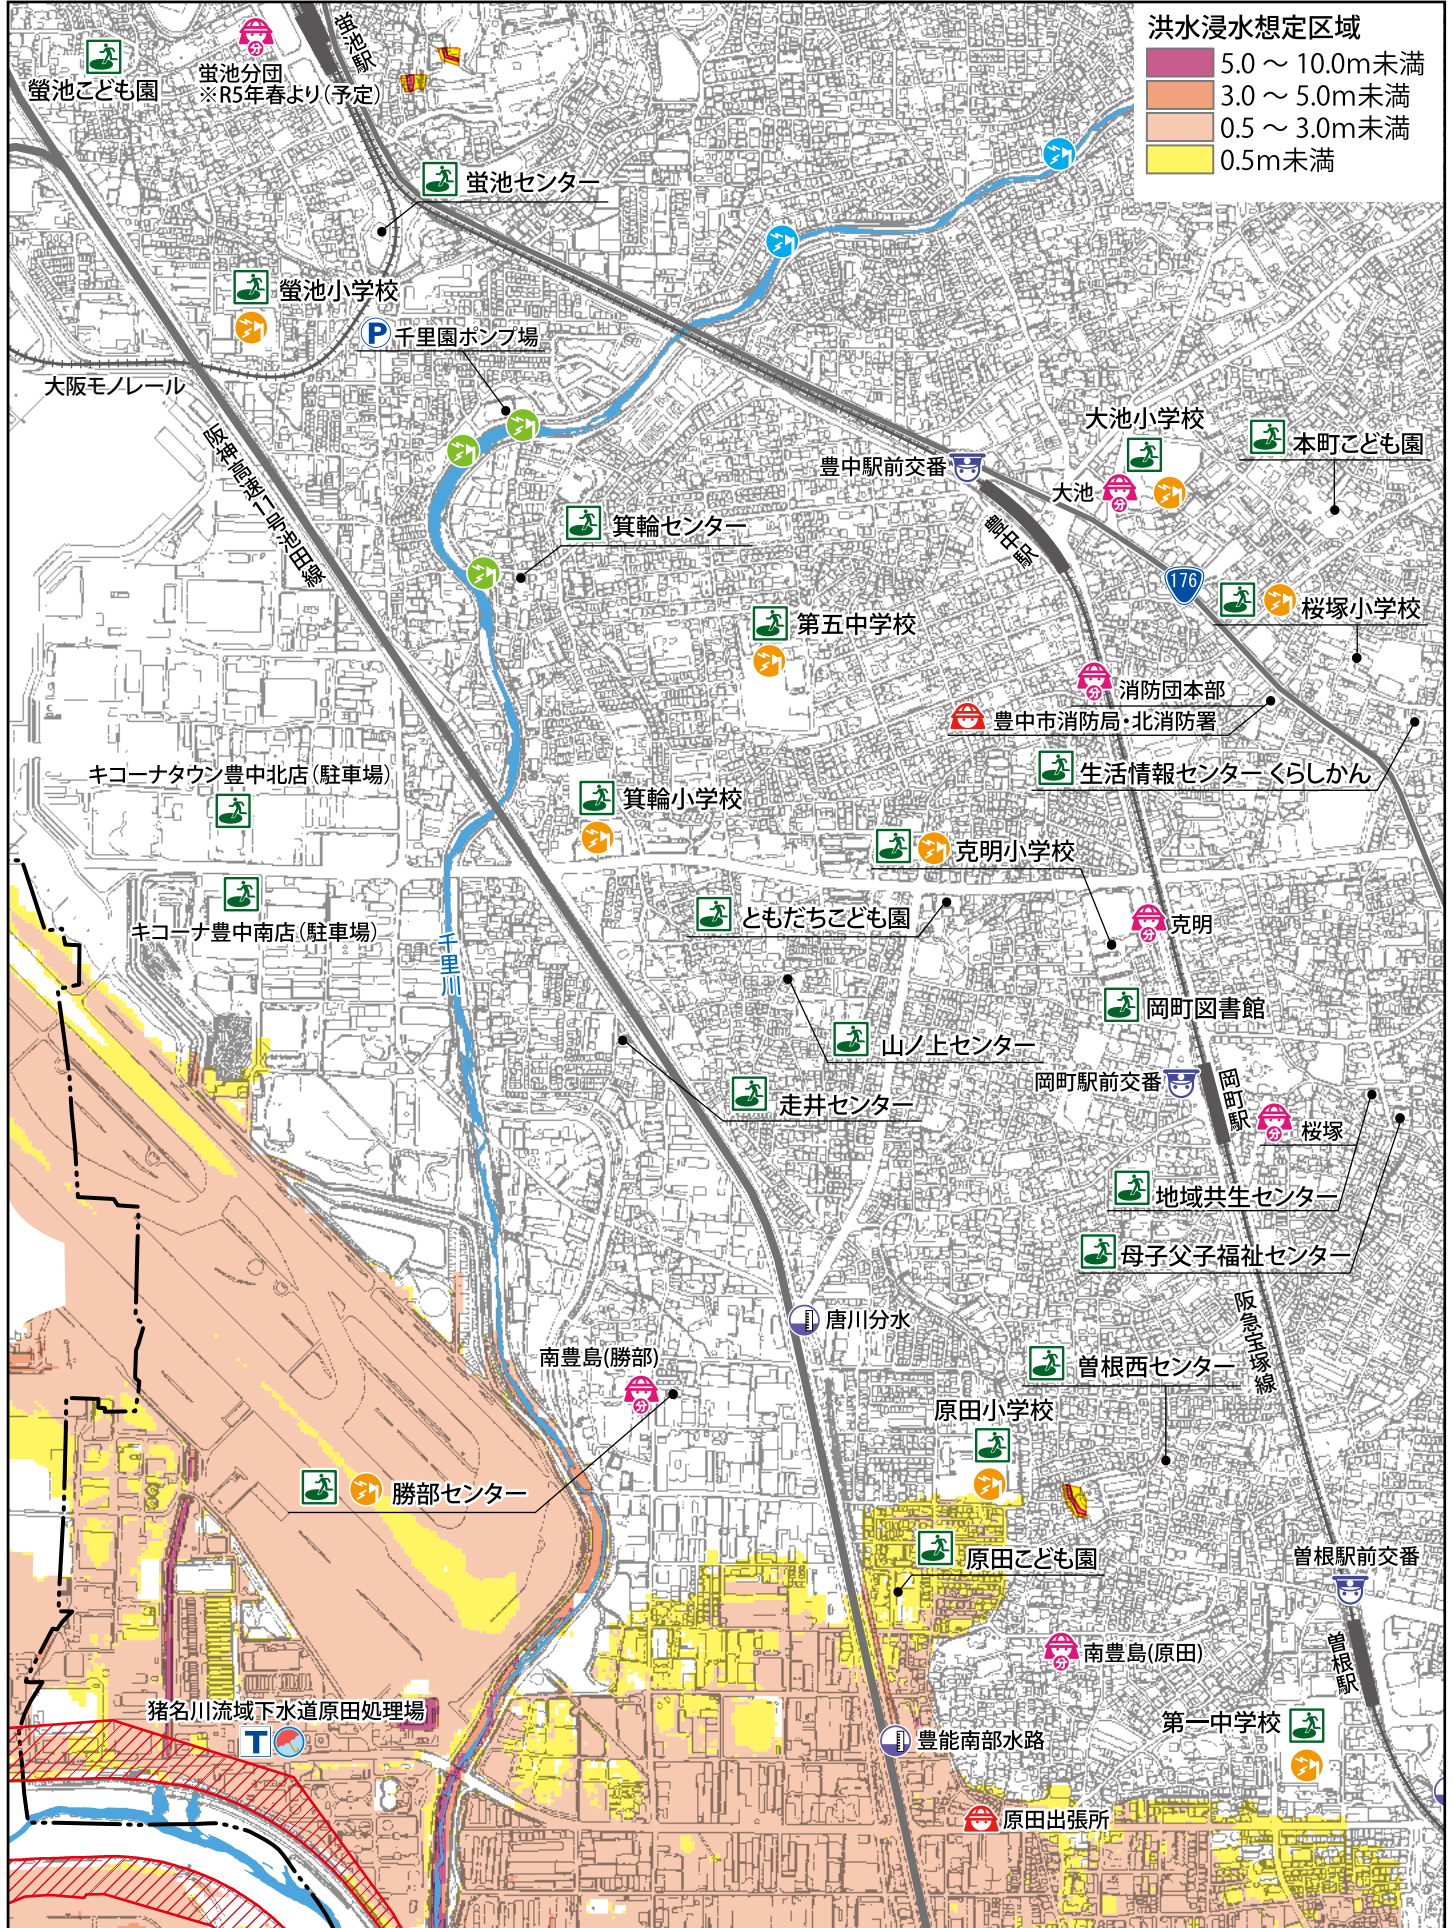 洪水浸水想定区域
5.0 ～ 10.0m未満
3.0 ～ 5.0m未満
0.5 ～ 3.0m未満
0.5m未満
螢池こども園
分
蛍池分団
※R5年春より(予定)
蛍池駅
蛍池センター
螢池小学校
P 千里園ポンプ場
大阪モノレール
阪神高速1号池田線
大池小学校
本町こども園
豊中駅前交番
大池
分
豊中駅
箕輪センター
176
桜塚小学校
第五中学校
分
消防団本部
豊中市消防局・北消防署
生活情報センター くらしかん
キコーナタウン豊中北店(駐車場)
箕輪小学校
克明小学校
ともだちこども園
キコーナ豊中南店(駐車場)
分
克明
千里川
岡町図書館
山ノ上センター
岡町駅前交番
岡町駅
走井センター
分
桜塚
地域共生センター
母子父子福祉センター
阪急宝塚線
唐川分水
南豊島(勝部)
分
曽根西センター
原田小学校
勝部センター
原田こども園
曽根駅前交番
曽根駅
分
南豊島(原田)
猪名川流域下水道原田処理場
T
第一中学校
豊能南部水路
原田出張所